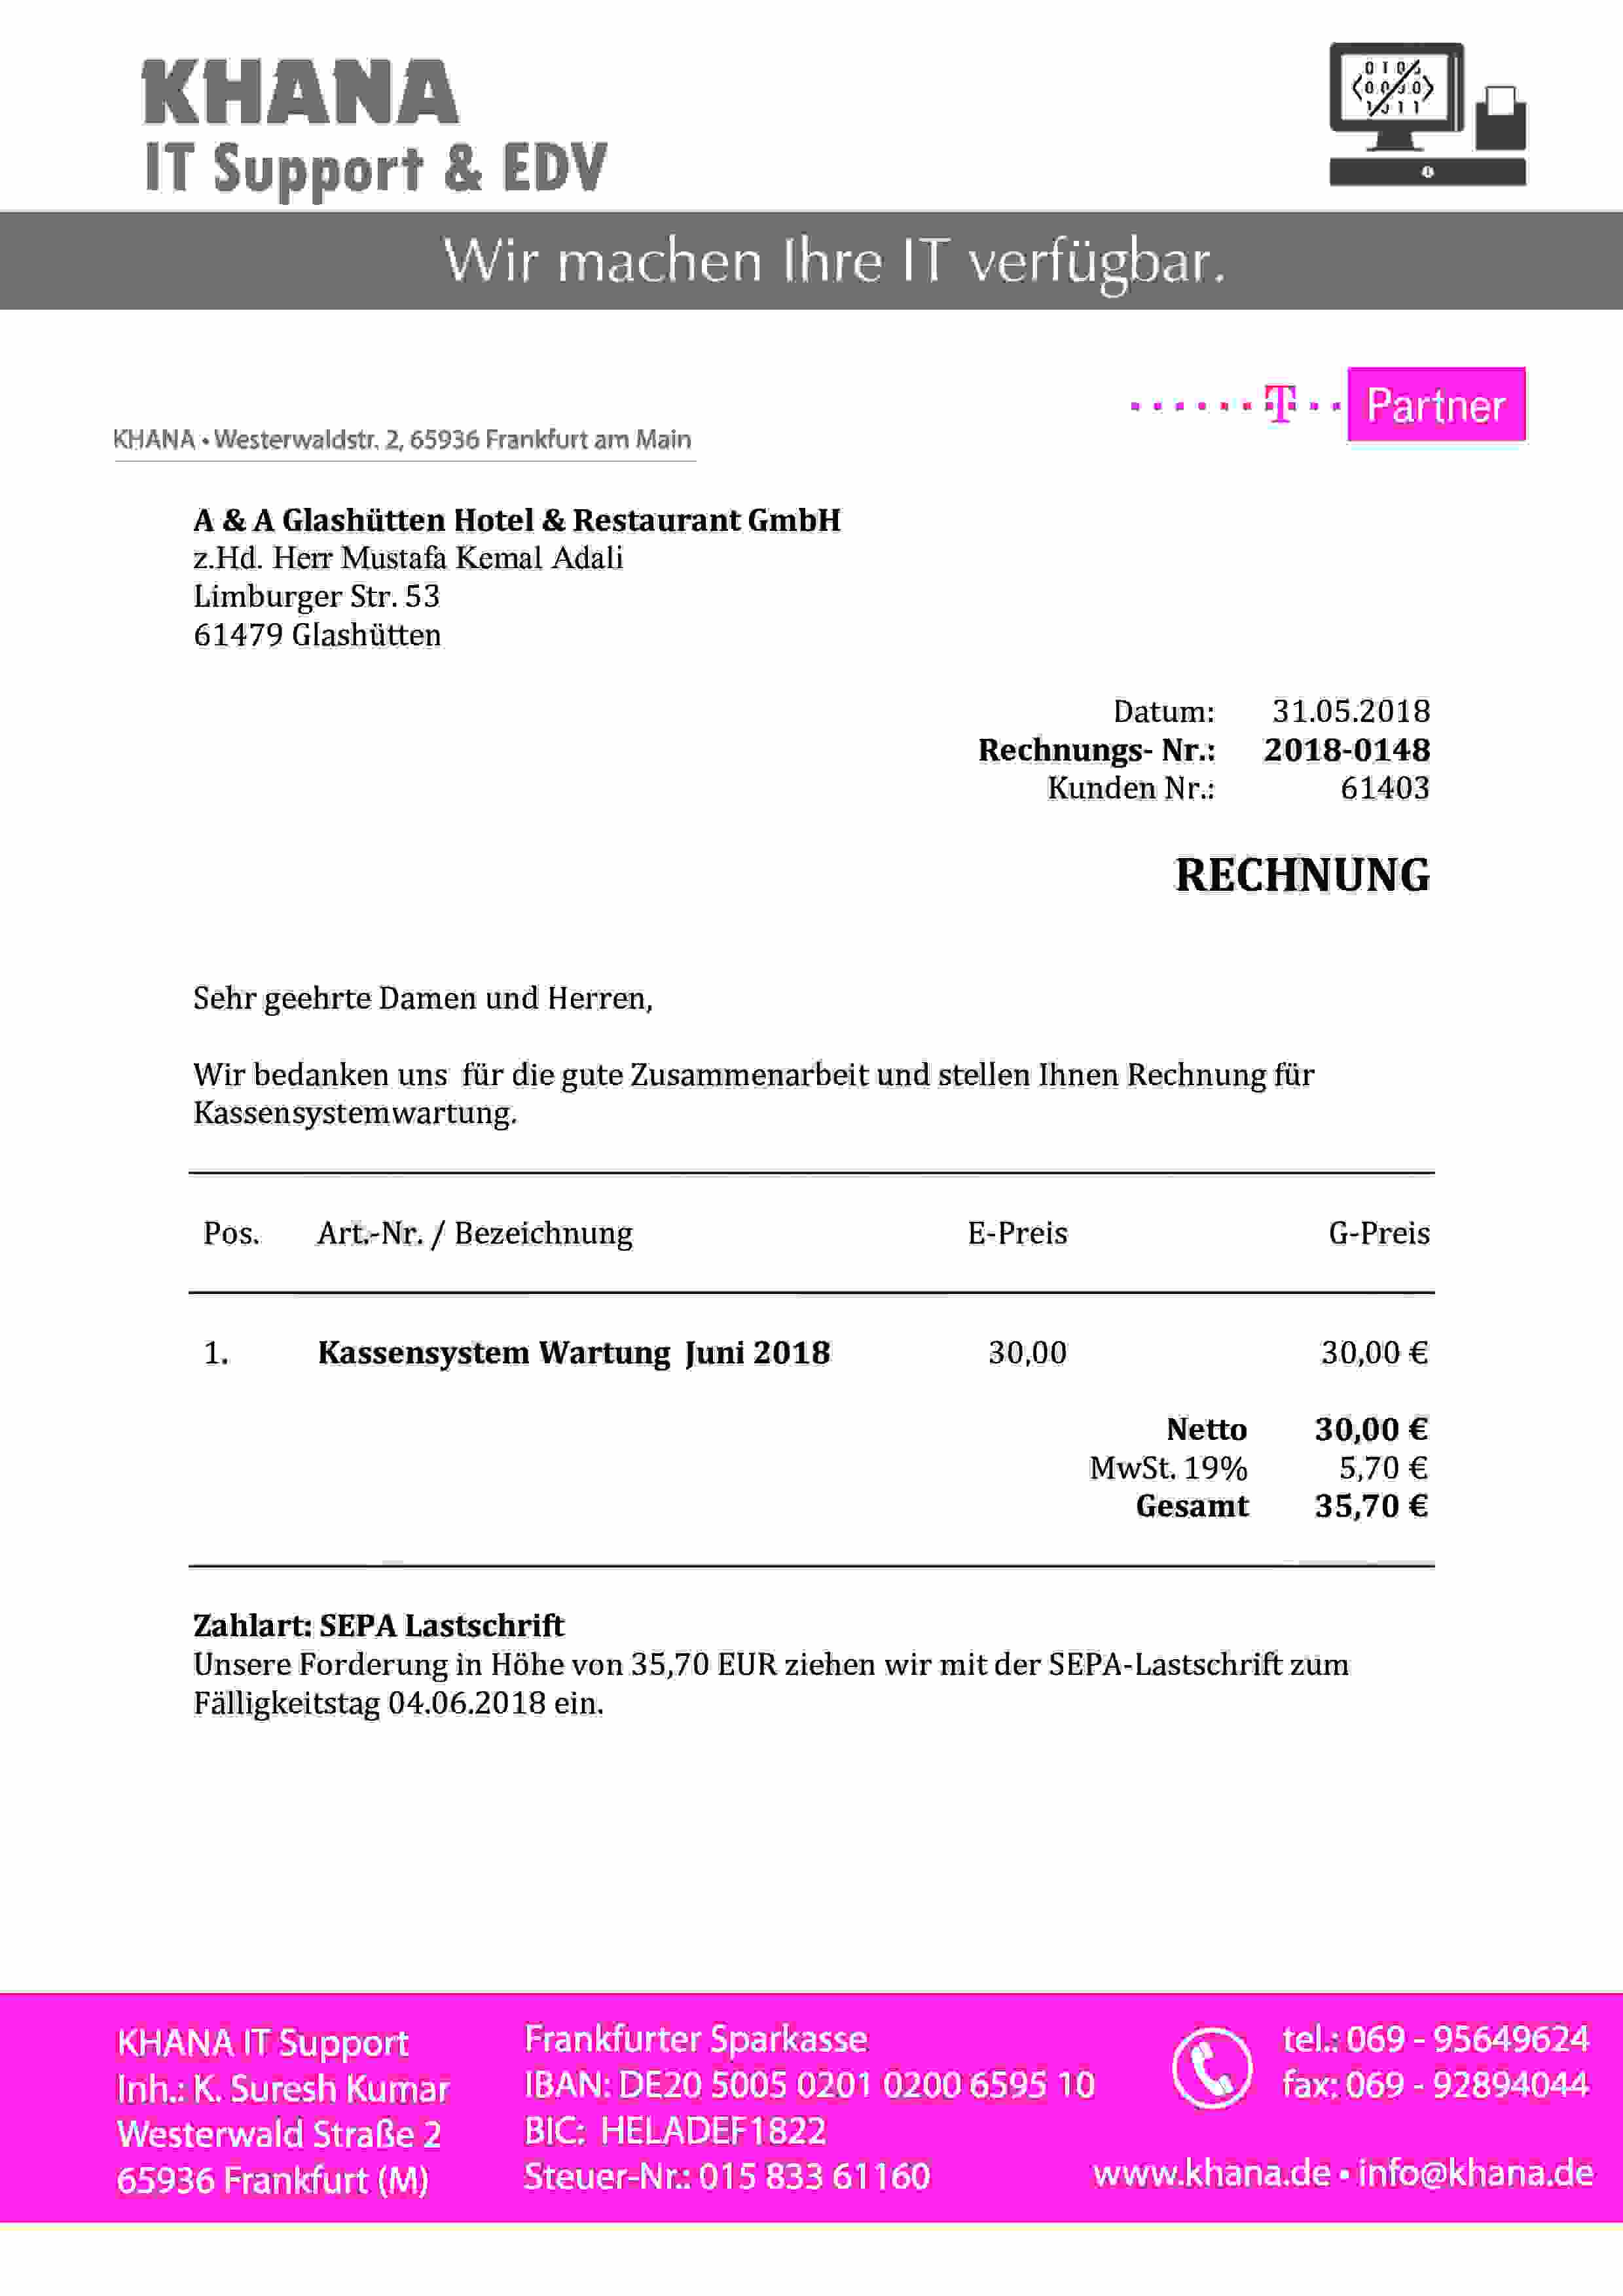 KHANA
IT Support & EDV
Wir machen Ihre IT verfügbar.
T Partner
KHANA • Westerwaldstr. 2, 65936 Frankfurt am Main
A & A Glashütten Hotel & Restaurant GmbH
z.Hd. Herr Mustafa Kemal Adali
Limburger Str. 53
61479 Glashütten
Datum: 31.05.2018
Rechnungs- Nr.: 2018-0148
Kunden Nr.: 61403
RECHNUNG
Sehr geehrte Damen und Herren,
Wir bedanken uns für die gute Zusammenarbeit und stellen Ihnen Rechnung für
Kassensystemwartung.
Pos. Art.-Nr. / Bezeichnung E-Preis G-Preis
1. Kassensystem Wartung Juni 2018 30,00 30,00 €
Netto 30,00 €
MwSt. 19% 5,70 €
Gesamt 35,70 €
Zahlart: SEPA Lastschrift
Unsere Forderung in Höhe von 35,70 EUR ziehen wir mit der SEPA-Lastschrift zum
Fälligkeitstag 04.06.2018 ein.
KHANA IT Support
Inh.: K. Suresh Kumar
Westerwald Straße 2
65936 Frankfurt (M)
Frankfurter Sparkasse
IBAN: DE20 5005 0201 0200 6595 10
BIC: HELADEF1822
Steuer-Nr.: 015 833 61160
tel.: 069 - 95649624
fax: 069 - 92894044
www.khana.de • info@khana.de